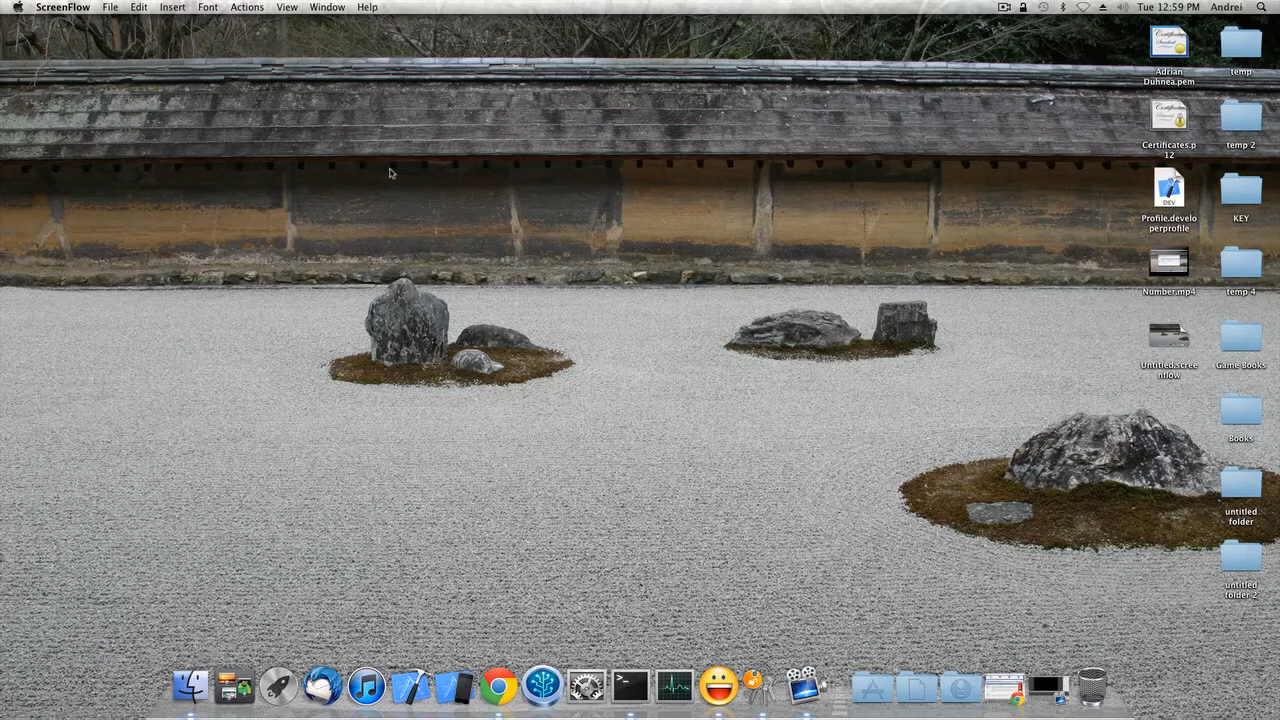 ScreenFlow File Edit Insert Font Actions View Window Help Tue 12:59 PM Andrei
Adrian
Duhnea.pem
temp
Certificates.p
12
temp 2
DEV
Profile.develo
perprofile
KEY
Number.mp4
temp 4
Untitled.scree
nflow
Game Books
Books
untitled
folder
untitled
folder 2